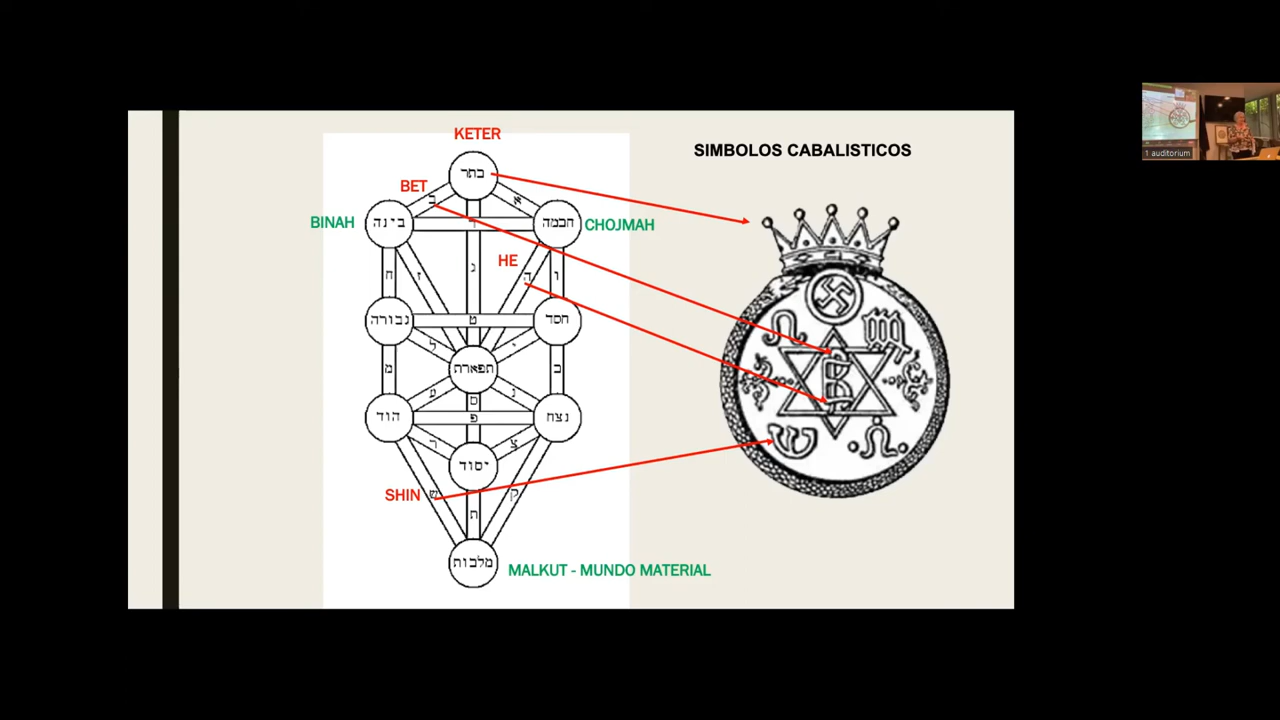 KETER
SIMBOLOS CABALISTICOS
כתר
BET
ב
א
BINAH
בינה
ד
חכמה
CHOJMAH
HE
ח
ז
ג
ה
ו
גבורה
ט
חסד
ל
י
מ
תפארת
כ
ע
ס
נ
הוד
פ
נצח
ר
צ
יסוד
SHIN
ש
ק
ת
מלכות
MALKUT - MUNDO MATERIAL
ש
1 auditorium